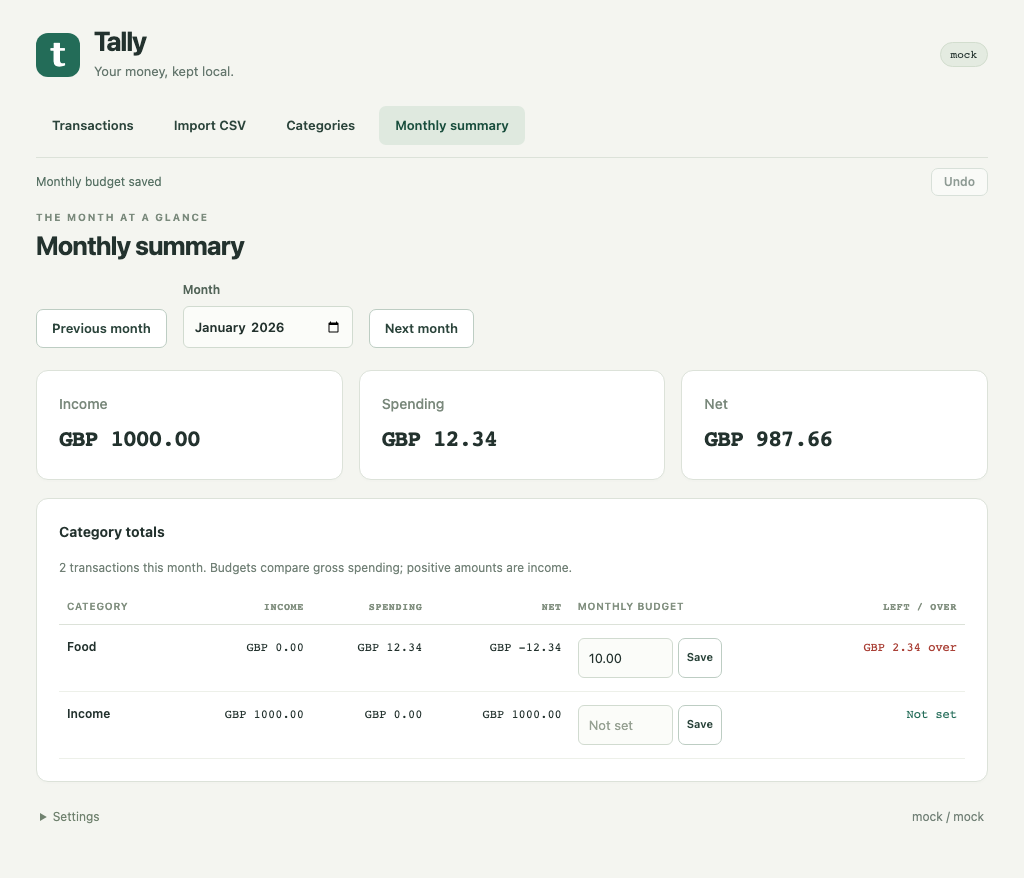 t
Tally
Your money, kept local.
mock
Transactions Import CSV Categories Monthly summary
Monthly budget saved
Undo
THE MONTH AT A GLANCE
Monthly summary
Month
Previous month January 2026 Next month
Income Spending Net
GBP 1000.00 GBP 12.34 GBP 987.66
Category totals
2 transactions this month. Budgets compare gross spending; positive amounts are income.
CATEGORY INCOME SPENDING NET MONTHLY BUDGET LEFT / OVER
Food GBP 0.00 GBP 12.34 GBP -12.34 10.00 Save GBP 2.34 over
Income GBP 1000.00 GBP 0.00 GBP 1000.00 Not set Save Not set
Settings mock / mock